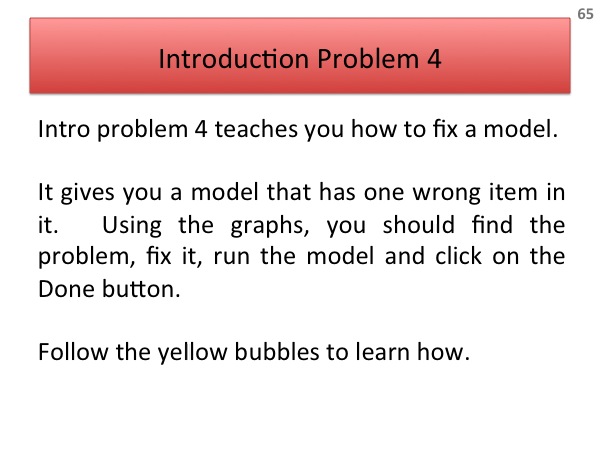 65
Introduction Problem 4
Intro problem 4 teaches you how to fix a model.
It gives you a model that has one wrong item in
it. Using the graphs, you should find the
problem, fix it, run the model and click on the
Done button.
Follow the yellow bubbles to learn how.